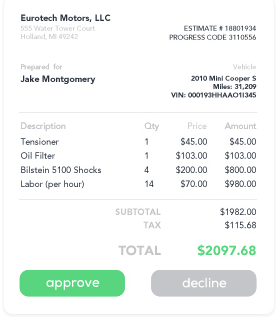 Eurotech Motors, LLC
555 Water Tower Court
Holland, MI 49242
ESTIMATE # 18801934
PROGRESS CODE 3110556
Prepared for
Jake Montgomery
Vehicle
2010 Mini Cooper S
Miles: 31,209
VIN: 000193HHAAO1I345
Description Qty Price Amount
Tensioner 1 $45.00 $45.00
Oil Filter 1 $103.00 $103.00
Bilstein 5100 Shocks 4 $200.00 $800.00
Labor (per hour) 14 $70.00 $980.00
SUBTOTAL $1982.00
TAX $115.68
TOTAL $2097.68
approve decline